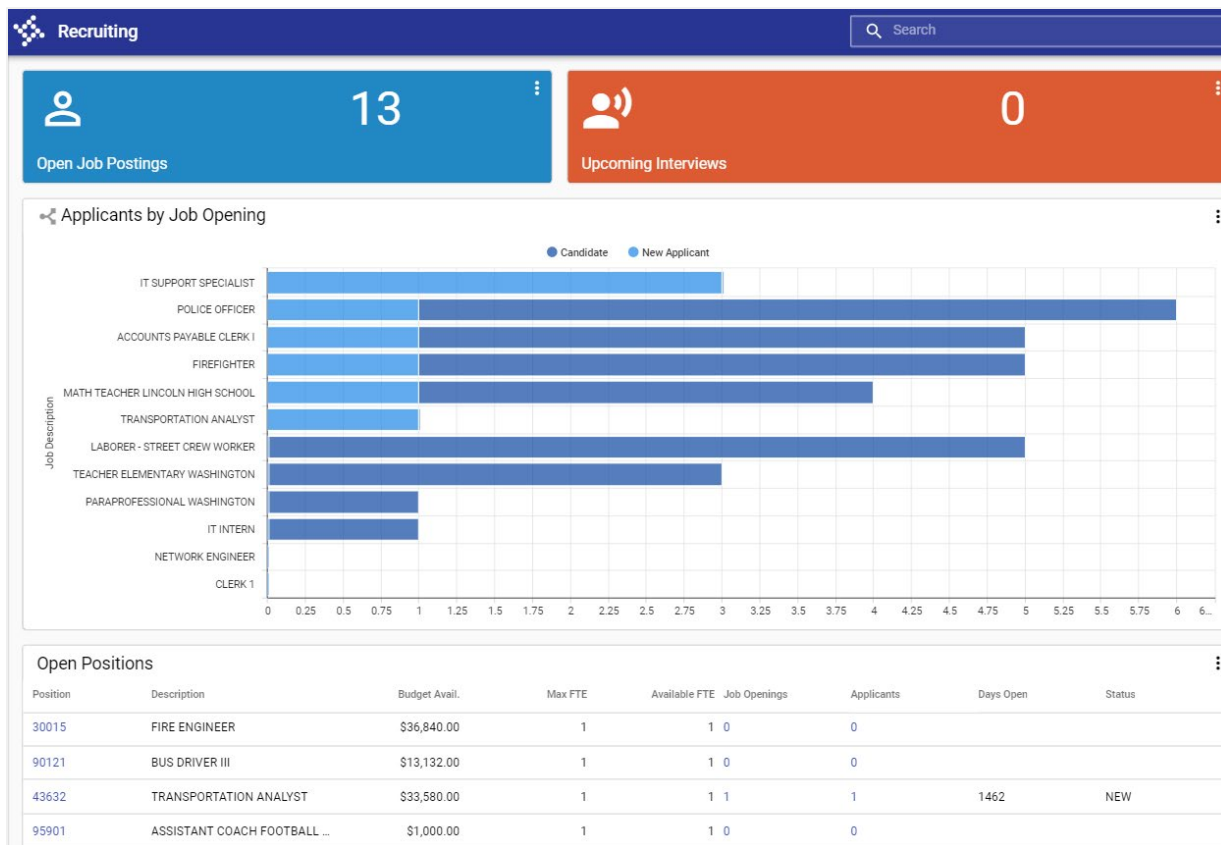 Recruiting
Search
13
Open Job Postings
0
Upcoming Interviews
Applicants by Job Opening
Candidate New Applicant
Job Description
IT SUPPORT SPECIALIST
POLICE OFFICER
ACCOUNTS PAYABLE CLERK I
FIREFIGHTER
MATH TEACHER LINCOLN HIGH SCHOOL
TRANSPORTATION ANALYST
LABORER - STREET CREW WORKER
TEACHER ELEMENTARY WASHINGTON
PARAPROFESSIONAL WASHINGTON
IT INTERN
NETWORK ENGINEER
CLERK 1
0 0.25 0.5 0.75 1 1.25 1.5 1.75 2 2.25 2.5 2.75 3 3.25 3.5 3.75 4 4.25 4.5 4.75 5 5.25 5.5 5.75 6 6...
Open Positions
Position Description Budget Avail. Max FTE Available FTE Job Openings Applicants Days Open Status
30015 FIRE ENGINEER $36,840.00 1 1 0 0
90121 BUS DRIVER III $13,132.00 1 1 0 0
43632 TRANSPORTATION ANALYST $33,580.00 1 1 1 1 1462 NEW
95901 ASSISTANT COACH FOOTBALL ... $1,000.00 1 1 0 0